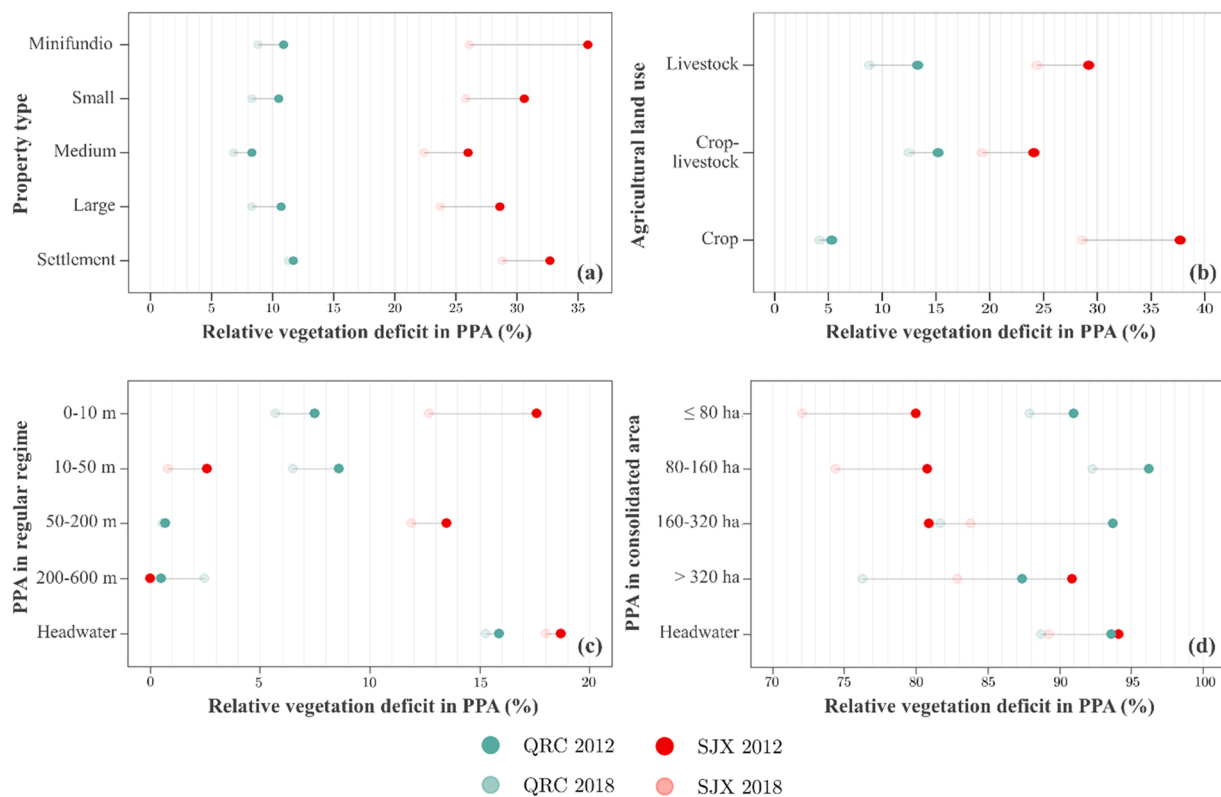 Property type
Minifundio
Small
Medium
Large
Settlement
(a)
0 5 10 15 20 25 30 35
Relative vegetation deficit in PPA (%)
Agricultural land use
Livestock
Crop-
livestock
Crop
(b)
0 5 10 15 20 25 30 35 40
Relative vegetation deficit in PPA (%)
PPA in regular regime
0-10 m
10-50 m
50-200 m
200-600 m
Headwater
(c)
0 5 10 15 20
Relative vegetation deficit in PPA (%)
PPA in consolidated area
≤ 80 ha
80-160 ha
160-320 ha
> 320 ha
Headwater
(d)
70 75 80 85 90 95 100
Relative vegetation deficit in PPA (%)
QRC 2012 SJX 2012
QRC 2018 SJX 2018